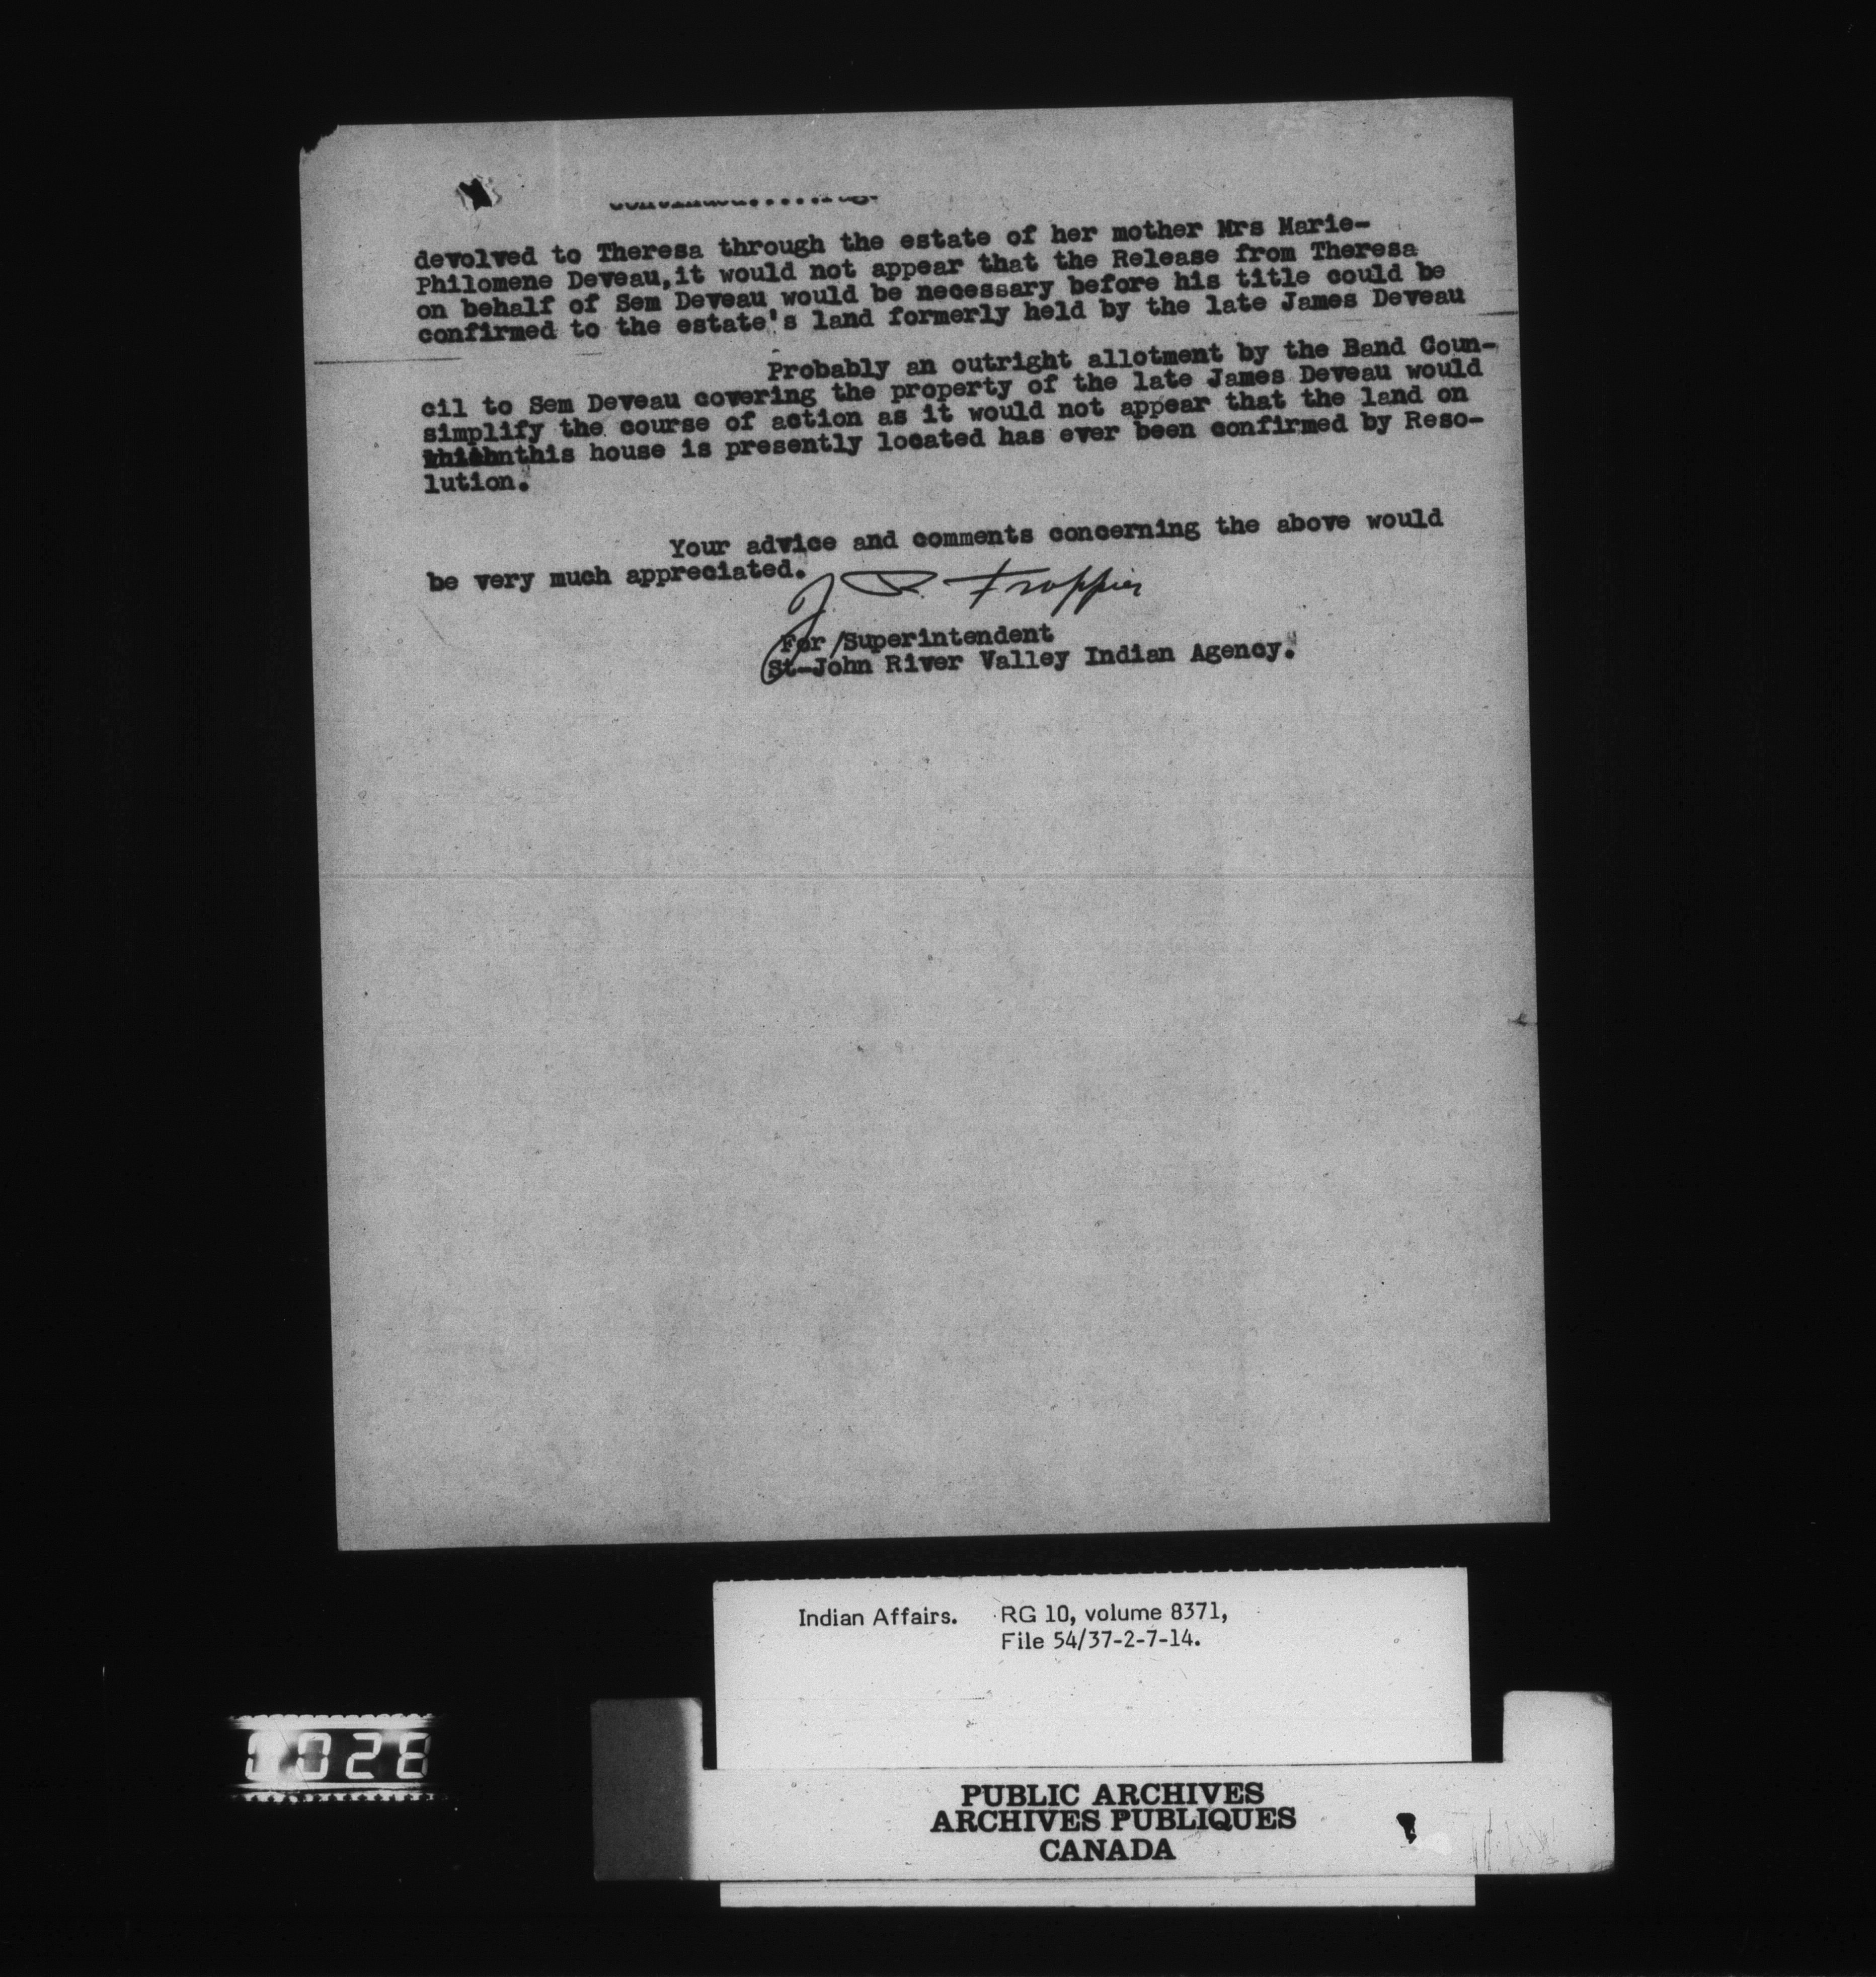 devolved to Theresa through the estate of her mother Mrs Marie-
Philomene Deveau,it would not appear that the Release from Theresa
on behalf of Sem Deveau would be necessary before his title could be
confirmed to the estate's land formerly held by the late James Deveau
Probably an outright allotment by the Band Coun-
cil to Sem Deveau covering the property of the late James Deveau would
simplify the course of action as it would not appear that the land on
this house is presently located has ever been confirmed by Reso-
lution.
Your advice and comments concerning the above would
be very much appreciated.
Frappier
For/Superintendent
St-John River Valley Indian Agency.
Indian Affairs. RG 10, volume 8371,
File 54/37-2-7-14.
PUBLIC ARCHIVES
ARCHIVES PUBLIQUES
CANADA